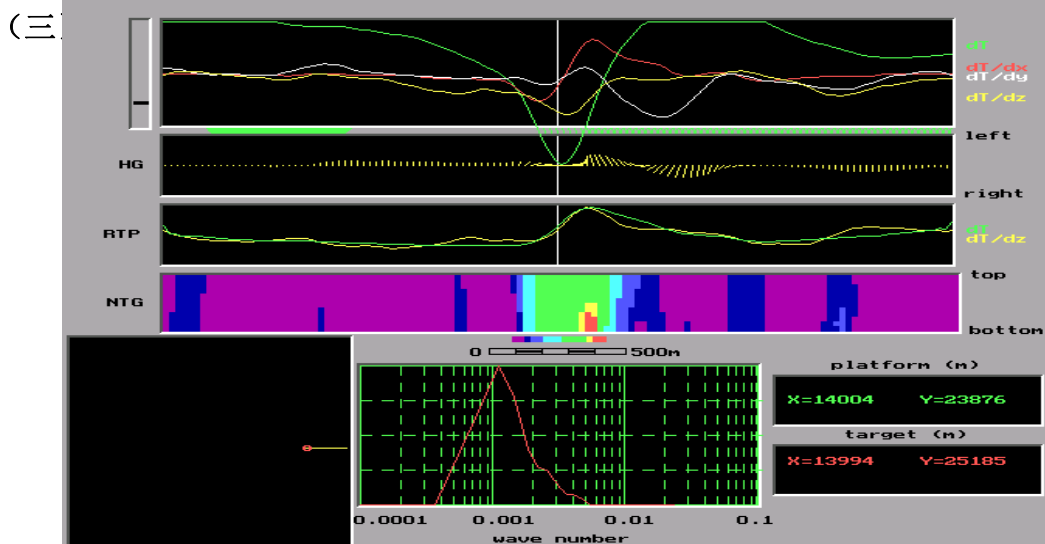 （三）
dT
dT/dx
dT/dy
dT/dz
left
HG
right
RTP
dT
dT/dz
top
NTG
bottom
0 500m
platform (m)
X=14004 Y=23876
target (m)
X=13994 Y=25185
0.0001 0.001 0.01 0.1
wave number